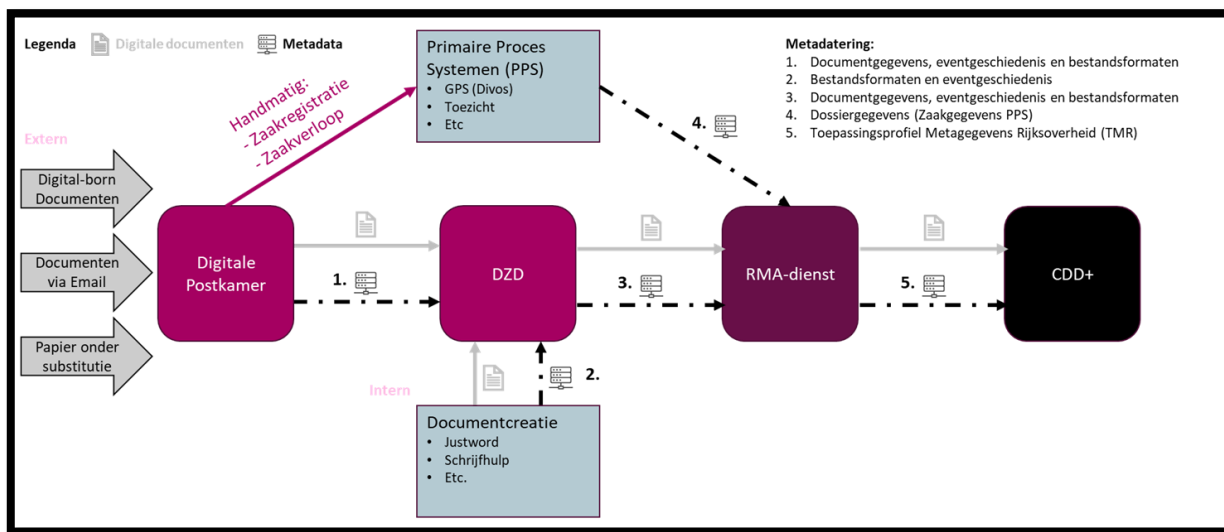 Legenda
Digitale documenten
Metadata
Primaire Proces
Systemen (PPS)
• GPS (Divos)
• Toezicht
• Etc
Metadatering:
1. Documentgegevens, eventgeschiedenis en bestandsformaten
2. Bestandsformaten en eventgeschiedenis
3. Documentgegevens, eventgeschiedenis en bestandsformaten
4. Dossiergegevens (Zaakgegevens PPS)
5. Toepassingsprofiel Metagegevens Rijksoverheid (TMR)
Handmatig:
- Zaakregistratie
- Zaakverloop
4.
Extern
Digital-born
Documenten
Documenten
via Email
Papier onder
substitutie
Digitale
Postkamer
1.
DZD
3.
RMA-dienst
5.
CDD+
2.
Intern
Documentcreatie
• Justword
• Schrijfhulp
• Etc.